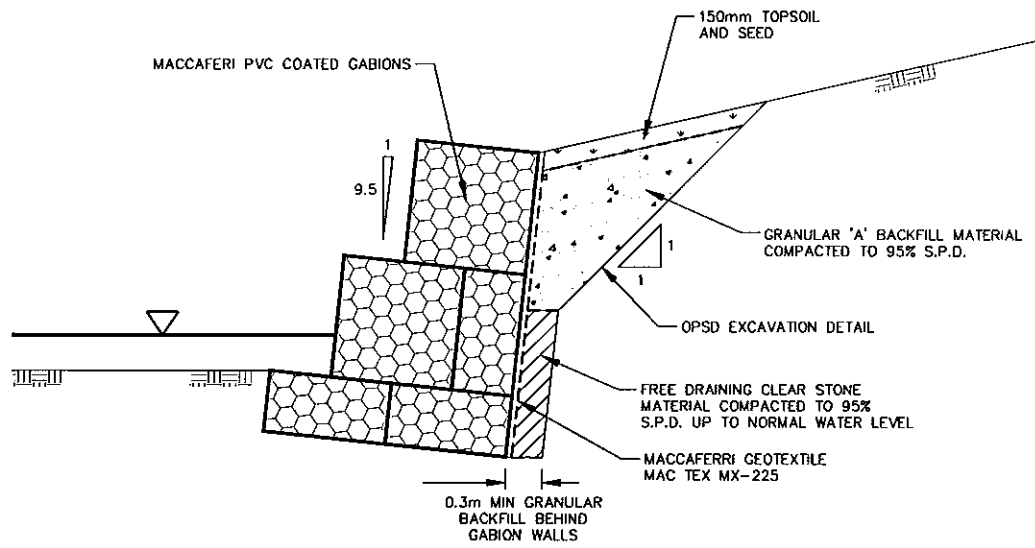 150mm TOPSOIL
AND SEED
MACCAFERI PVC COATED GABIONS
1
9.5
GRANULAR 'A' BACKFILL MATERIAL
COMPACTED TO 95% S.P.D.
1
1
OPSD EXCAVATION DETAIL
FREE DRAINING CLEAR STONE
MATERIAL COMPACTED TO 95%
S.P.D. UP TO NORMAL WATER LEVEL
MACCAFERRI GEOTEXTILE
MAC TEX MX-225
0.3m MIN GRANULAR
BACKFILL BEHIND
GABION WALLS